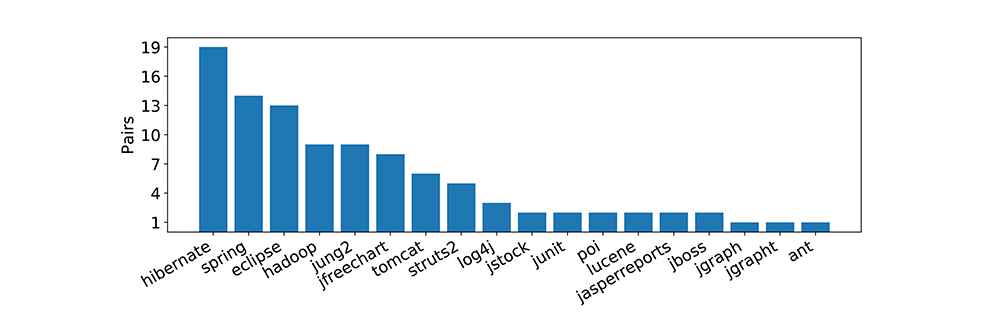 Pairs
19
16
13
10
7
4
1
hibernate
spring
eclipse
hadoop
jung2
jfreechart
tomcat
struts2
log4j
jstock
junit
poi
lucene
jasperreports
jboss
jgraph
jgrapht
ant